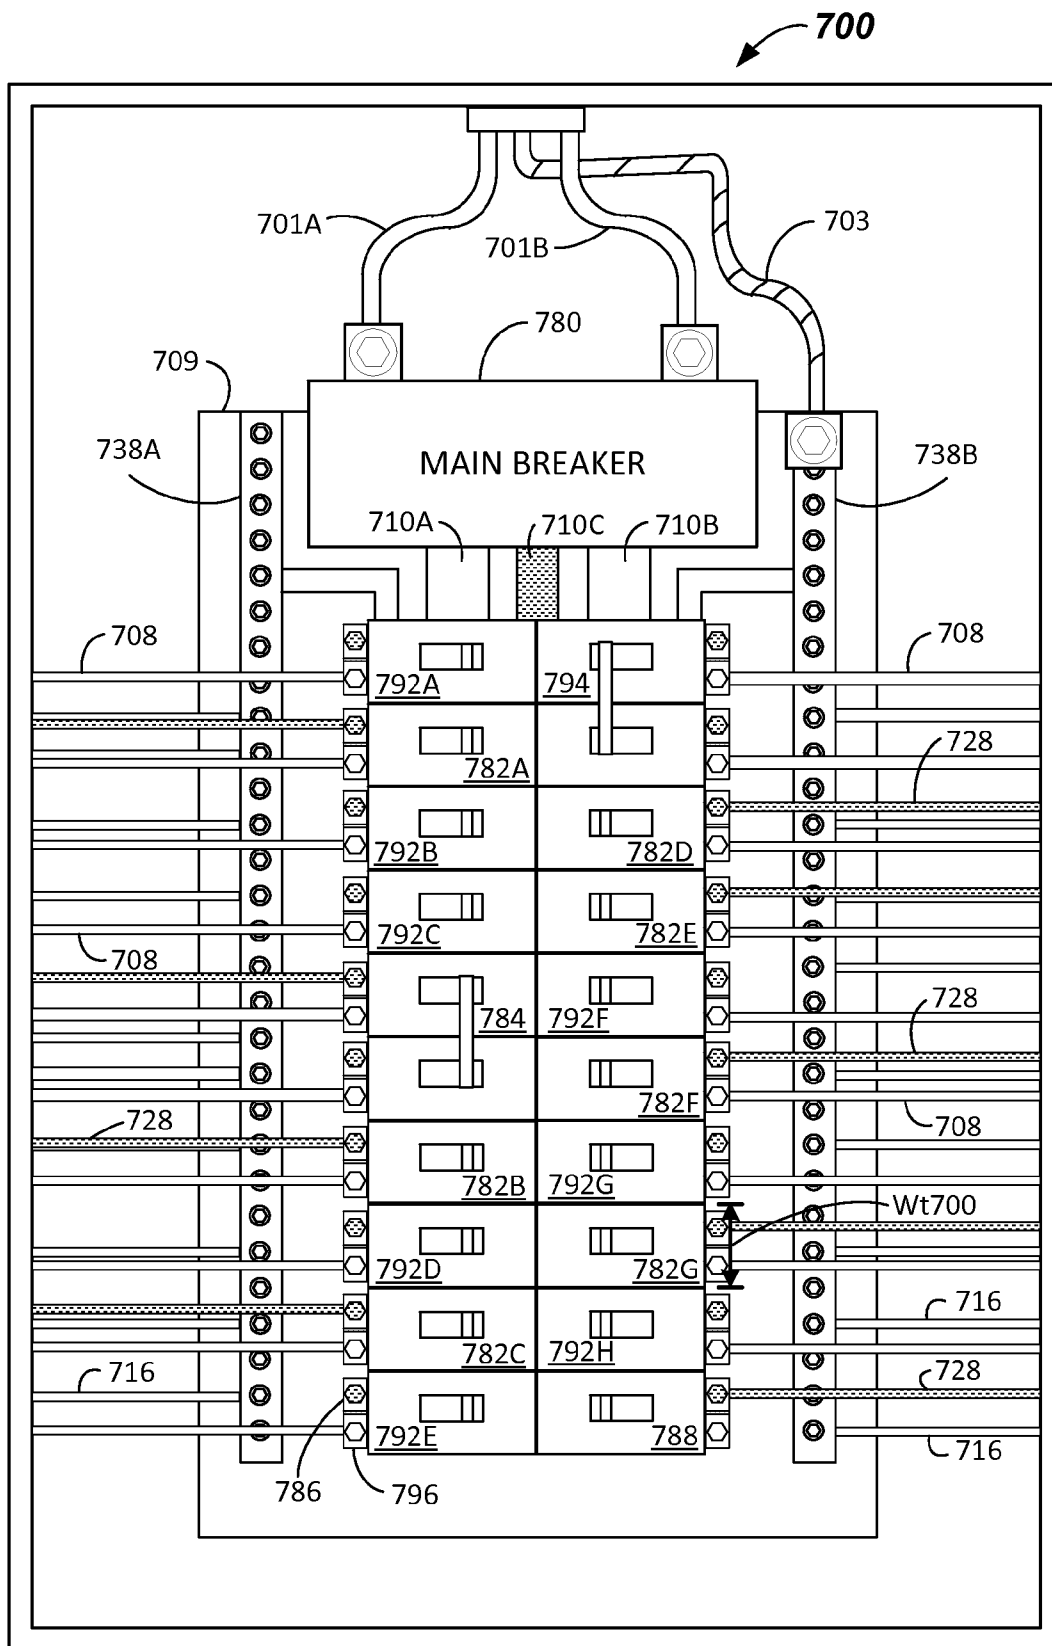 700
701A
701B
703
780
709
738A
MAIN BREAKER
738B
710A
710C
710B
708
708
792A
794
782A
728
792B
782D
792C
782E
708
784
792F
728
782F
728
708
782B
792G
Wt700
792D
782G
716
782C
792H
716
728
792E
788
716
786
796